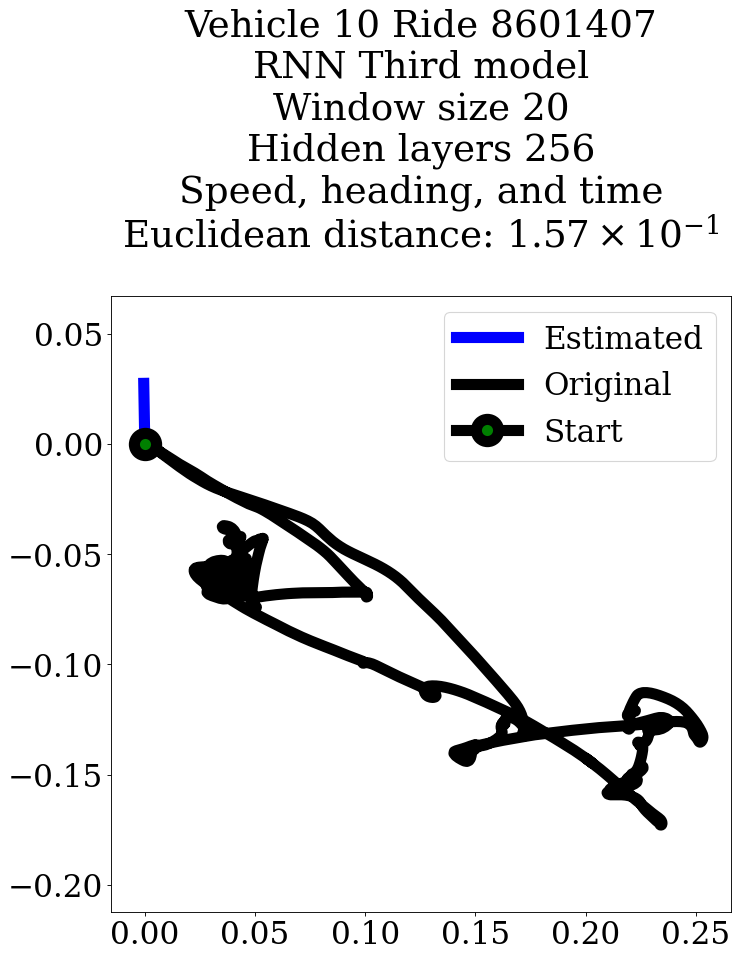 Vehicle 10 Ride 8601407
RNN Third model
Window size 20
Hidden layers 256
Speed, heading, and time
Euclidean distance: 1.57 × 10⁻¹
Estimated
Original
Start
0.05
0.00
−0.05
−0.10
−0.15
−0.20
0.00 0.05 0.10 0.15 0.20 0.25